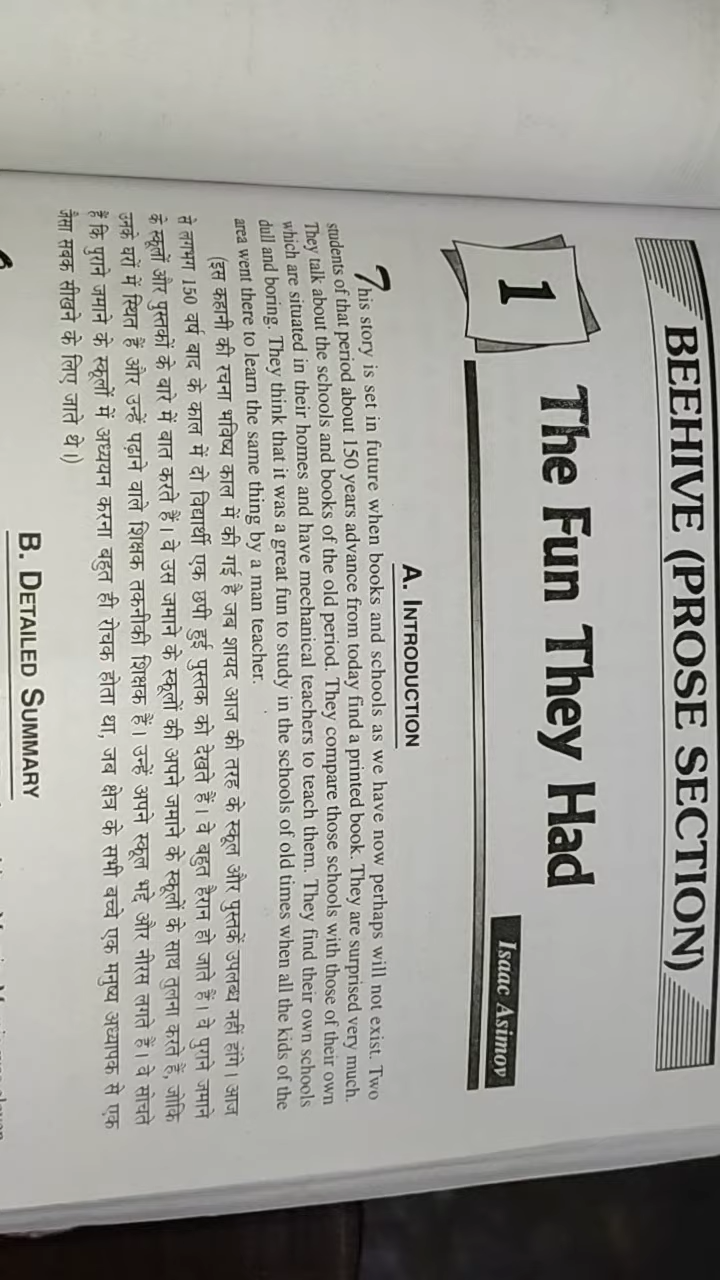 BEEHIVE (PROSE SECTION)
1
The Fun They Had
Isaac Asimov
A. INTRODUCTION
This story is set in future when books and schools as we have now perhaps will not exist. Two
students of that period about 150 years advance from today find a printed book. They are surprised very much.
They talk about the schools and books of the old period. They compare those schools with those of their own
which are situated in their homes and have mechanical teachers to teach them. They find their own schools
dull and boring. They think that it was a great fun to study in the schools of old times when all the kids of the
area went there to learn the same thing by a man teacher.
(इस कहानी की रचना भविष्य काल में की गई है जब शायद आज की तरह के स्कूल और पुस्तकें उपलब्ध नहीं होंगे। आज
से लगभग 150 वर्ष बाद के काल में दो विद्यार्थी एक छपी हुई पुस्तक को देखते हैं। वे बहुत हैरान हो जाते हैं। वे पुराने जमाने
के स्कूलों और पुस्तकों के बारे में बात करते हैं। वे उस जमाने के स्कूलों की अपने जमाने के स्कूलों के साथ तुलना करते हैं, जोकि
उनके घरों में स्थित हैं और उन्हें पढ़ाने वाले शिक्षक तकनीकी शिक्षक हैं। उन्हें अपने स्कूल भद्दे और नीरस लगते हैं। वे सोचते
हैं कि पुराने जमाने के स्कूलों में अध्ययन करना बहुत ही रोचक होता था, जब क्षेत्र के सभी बच्चे एक मनुष्य अध्यापक से एक
जैसा सबक सीखने के लिए जाते थे।)
B. DETAILED SUMMARY